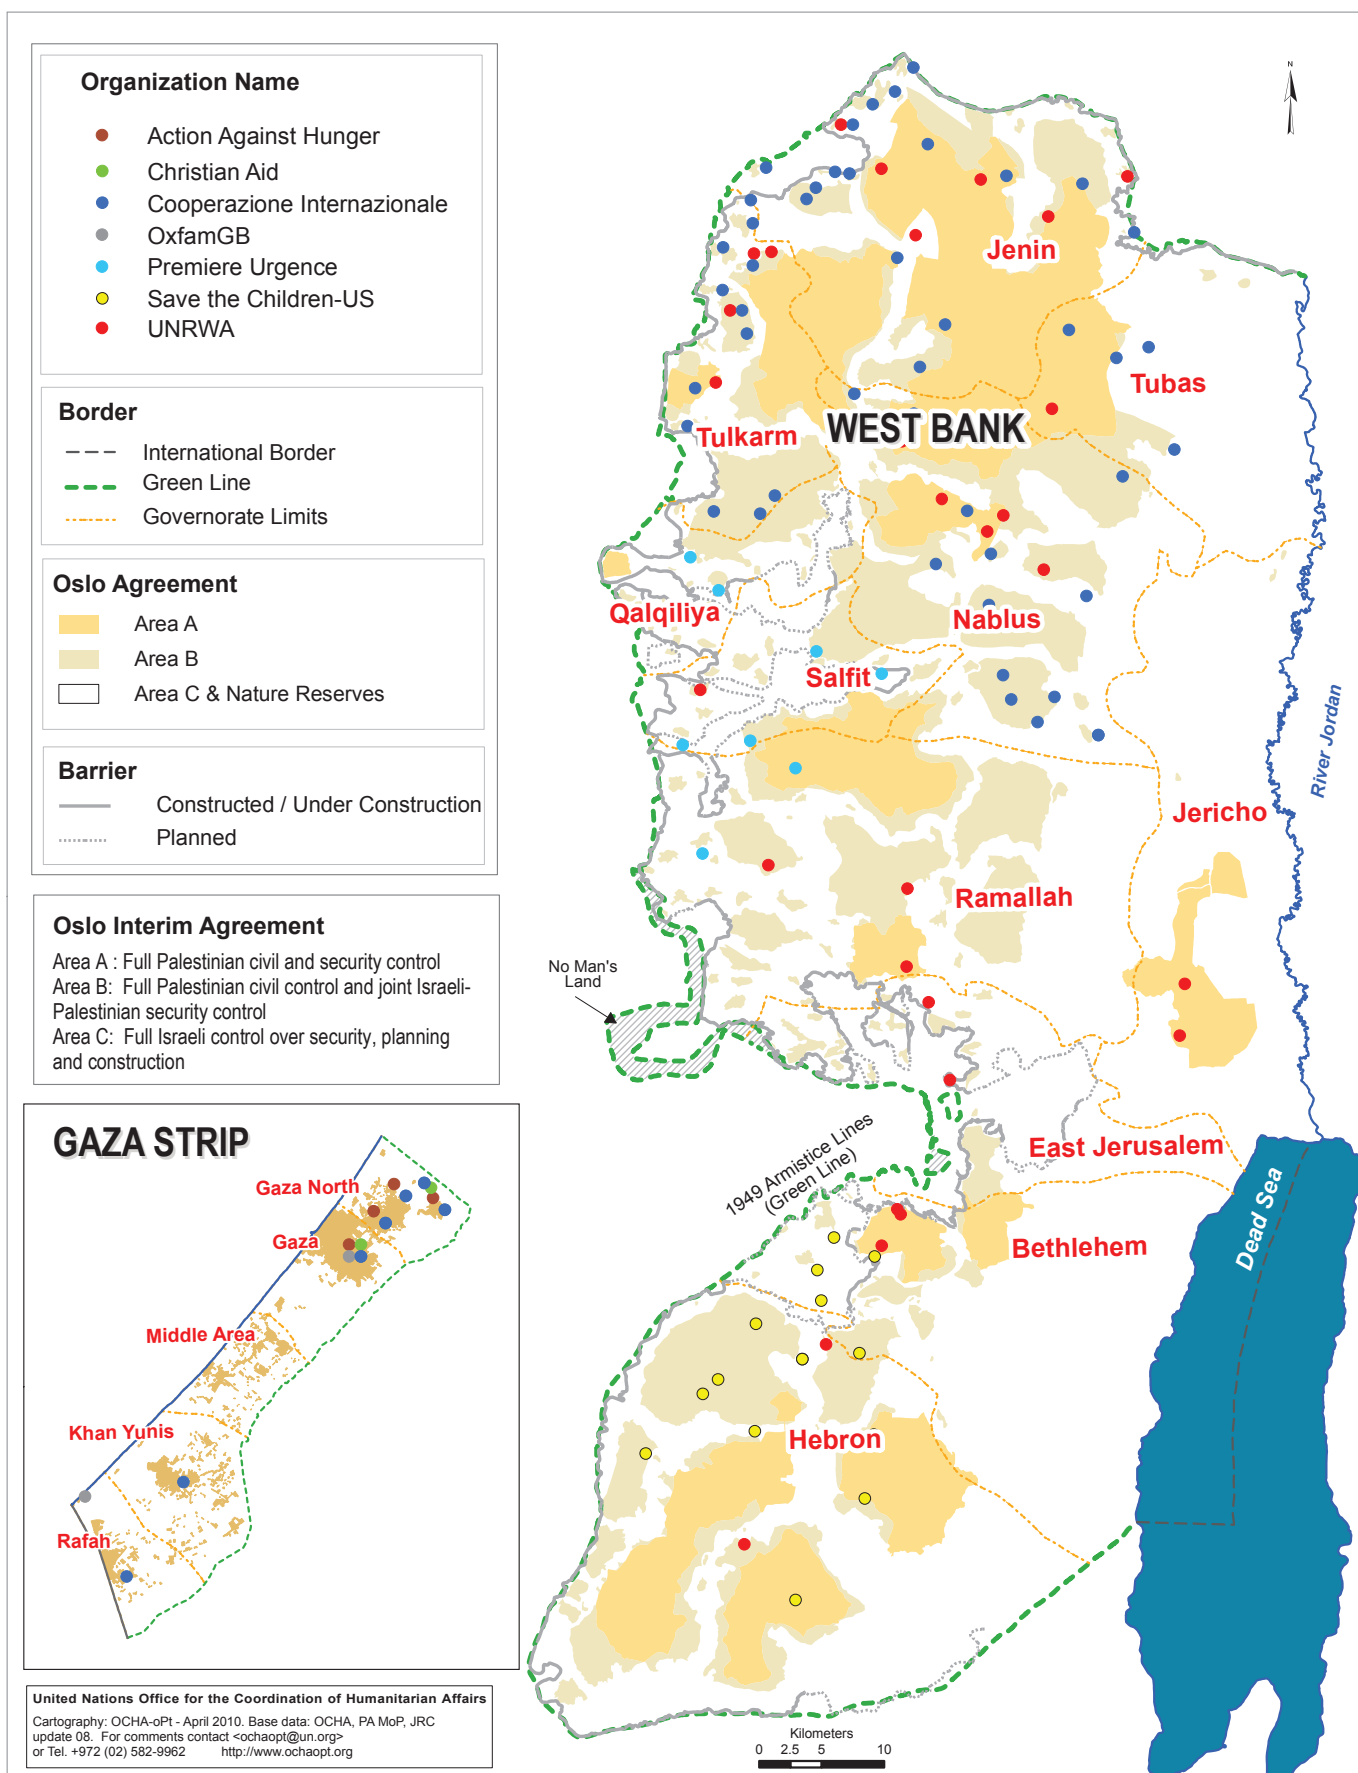 Organization Name
Action Against Hunger
Christian Aid
Cooperazione Internazionale
OxfamGB
Premiere Urgence
Save the Children-US
UNRWA
Border
International Border
Green Line
Governorate Limits
Oslo Agreement
Area A
Area B
Area C & Nature Reserves
Barrier
Constructed / Under Construction
Planned
Oslo Interim Agreement
Area A : Full Palestinian civil and security control
Area B: Full Palestinian civil control and joint Israeli-
Palestinian security control
Area C: Full Israeli control over security, planning
and construction
GAZA STRIP
Gaza North
Gaza
Middle Area
Khan Yunis
Rafah
United Nations Office for the Coordination of Humanitarian Affairs
Cartography: OCHA-oPt - April 2010. Base data: OCHA, PA MoP, JRC
update 08. For comments contact <ochaopt@un.org>
or Tel. +972 (02) 582-9962 http://www.ochaopt.org
N
Jenin
Tubas
WEST BANK
Tulkarm
Qalqiliya
Nablus
Salfit
River Jordan
Jericho
Ramallah
No Man's
Land
East Jerusalem
1949 Armistice Lines
(Green Line)
Dead Sea
Bethlehem
Hebron
Kilometers
0 2.5 5 10